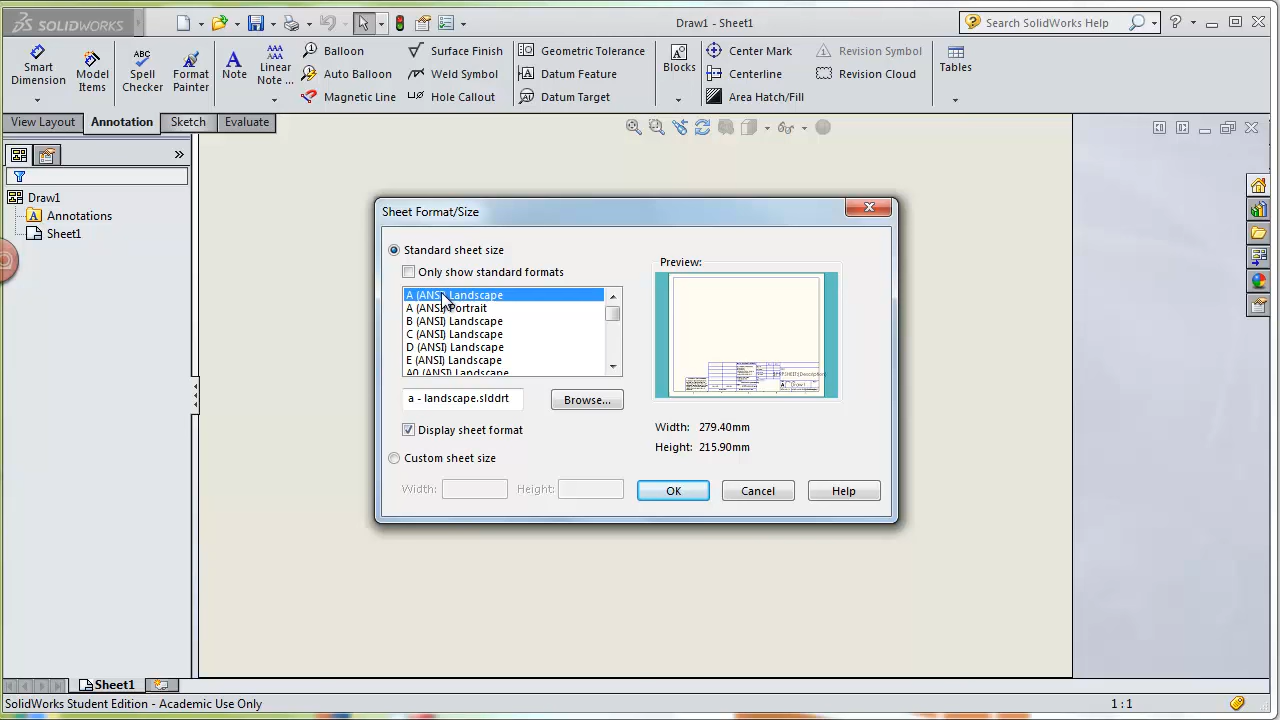 SOLIDWORKS
Draw1 - Sheet1
Search SolidWorks Help
Smart Dimension
Model Items
Spell Checker
Format Painter
Note
Linear Note ...
Balloon
Auto Balloon
Magnetic Line
Surface Finish
Weld Symbol
Hole Callout
Geometric Tolerance
Datum Feature
Datum Target
Blocks
Center Mark
Centerline
Area Hatch/Fill
Revision Symbol
Revision Cloud
Tables
View Layout
Annotation
Sketch
Evaluate
Draw1
Annotations
Sheet1
Sheet Format/Size
Standard sheet size
Only show standard formats
A (ANSI) Landscape
A (ANSI) Portrait
B (ANSI) Landscape
C (ANSI) Landscape
D (ANSI) Landscape
E (ANSI) Landscape
A0 (ANSI) Landscape
a - landscape.slddrt
Browse...
Display sheet format
Custom sheet size
Width:
Height:
Preview:
Width: 279.40mm
Height: 215.90mm
OK
Cancel
Help
Sheet1
SolidWorks Student Edition - Academic Use Only
1 : 1